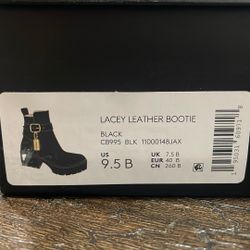 LACEY LEATHER BOOTIE
BLACK
CB995 BLK 11000148JAX
US UK 7.5 B
9.5 B EUR 40 B
CN 260 B